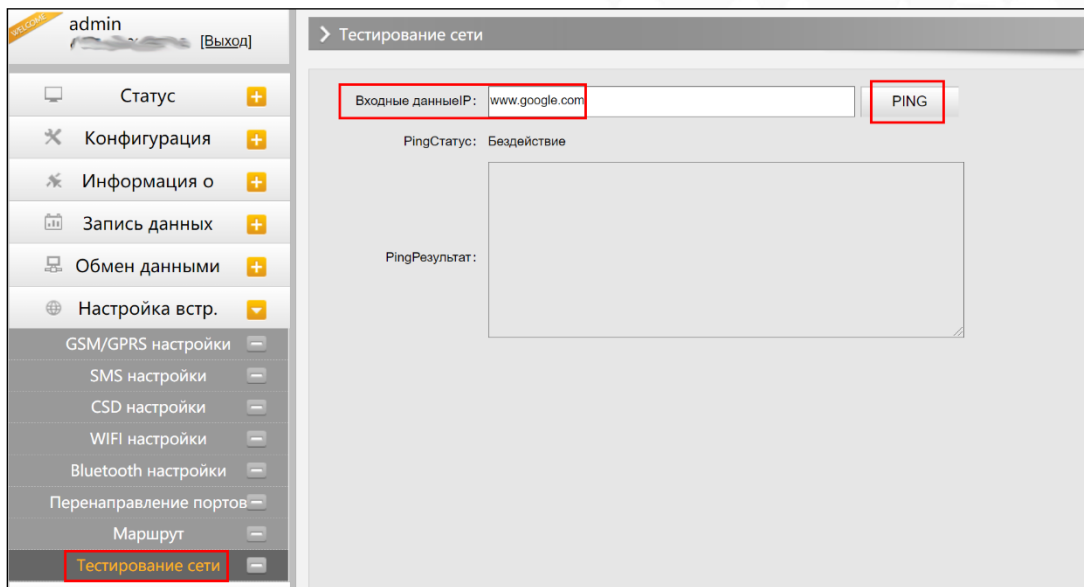 WELCOME
admin
[Выход]
Статус
Конфигурация
Информация о
Запись данных
Обмен данными
Настройка встр.
GSM/GPRS настройки
SMS настройки
CSD настройки
WIFI настройки
Bluetooth настройки
Перенаправление портов
Маршрут
Тестирование сети
Тестирование сети
Входные данныеIP: www.google.com PING
PingСтатус: Бездействие
PingРезультат: